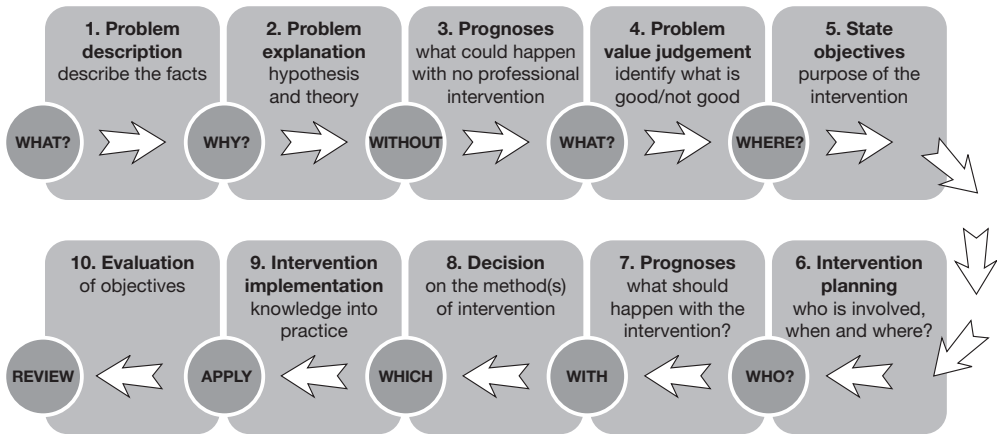 1. Problem
description
describe the facts
WHAT?
2. Problem
explanation
hypothesis
and theory
WHY?
3. Prognoses
what could happen
with no professional
intervention
WITHOUT
4. Problem
value judgement
identify what is
good/not good
WHAT?
5. State
objectives
purpose of the
intervention
WHERE?
6. Intervention
planning
who is involved,
when and where?
WHO?
7. Prognoses
what should
happen with the
intervention?
WITH
8. Decision
on the method(s)
of intervention
WHICH
9. Intervention
implementation
knowledge into
practice
APPLY
10. Evaluation
of objectives
REVIEW